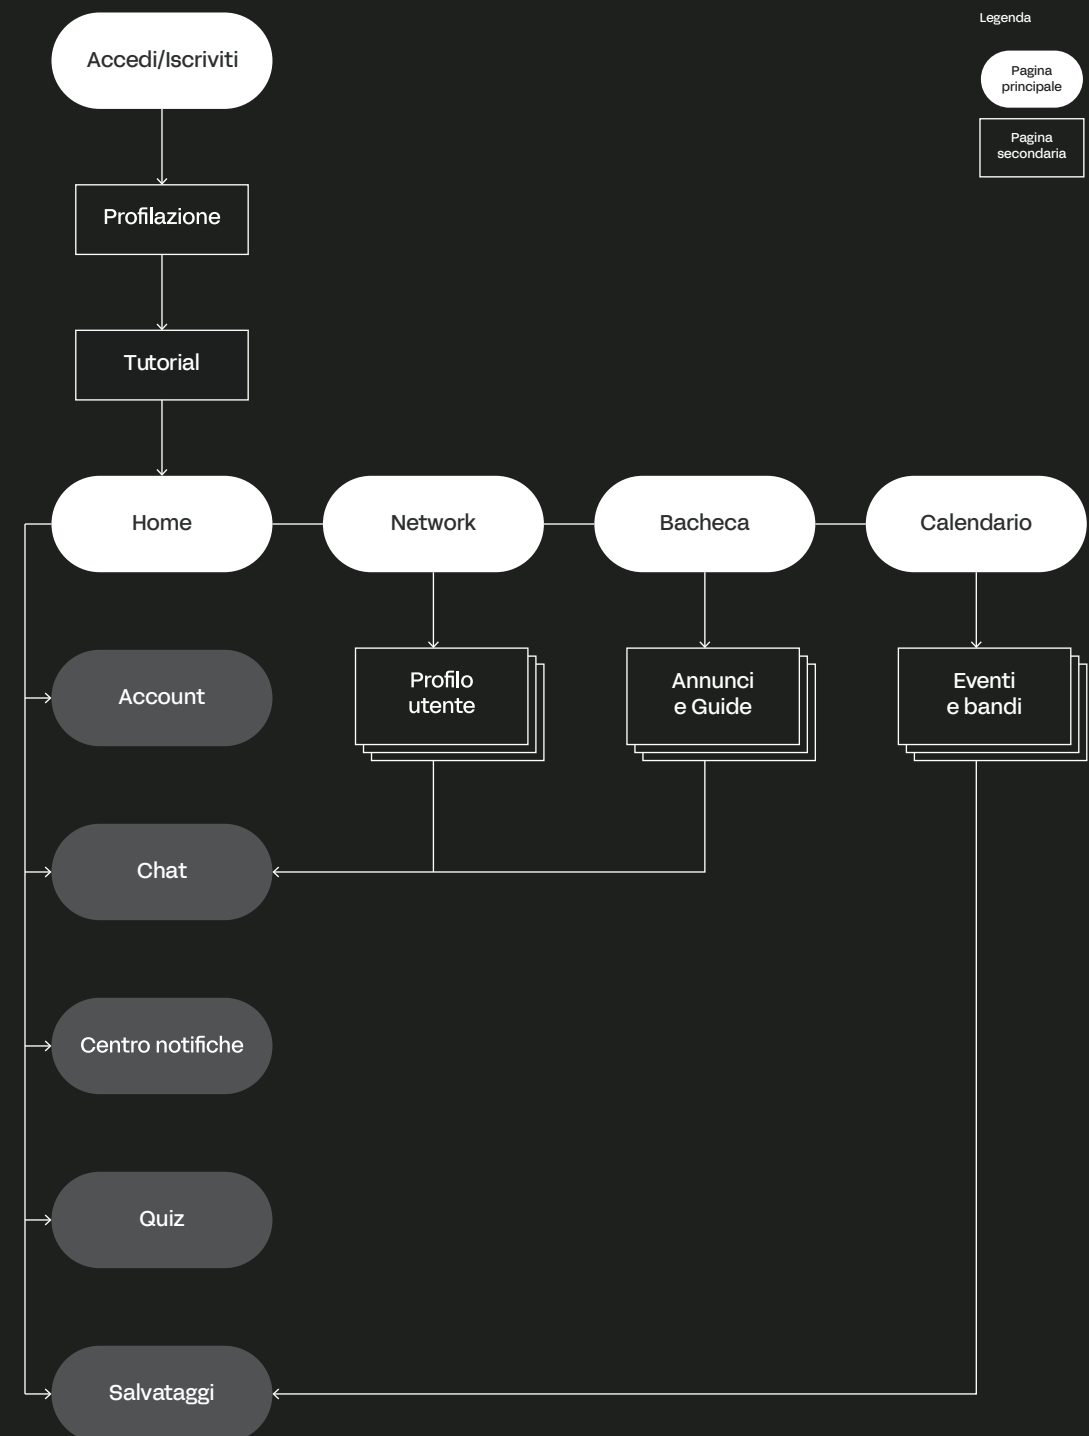 Legenda
Accedi/Iscriviti
Pagina
principale
Pagina
secondaria
Profilazione
Tutorial
Home
Network
Bacheca
Calendario
Account
Profilo
utente
Annunci
e Guide
Eventi
e bandi
Chat
Centro notifiche
Quiz
Salvataggi